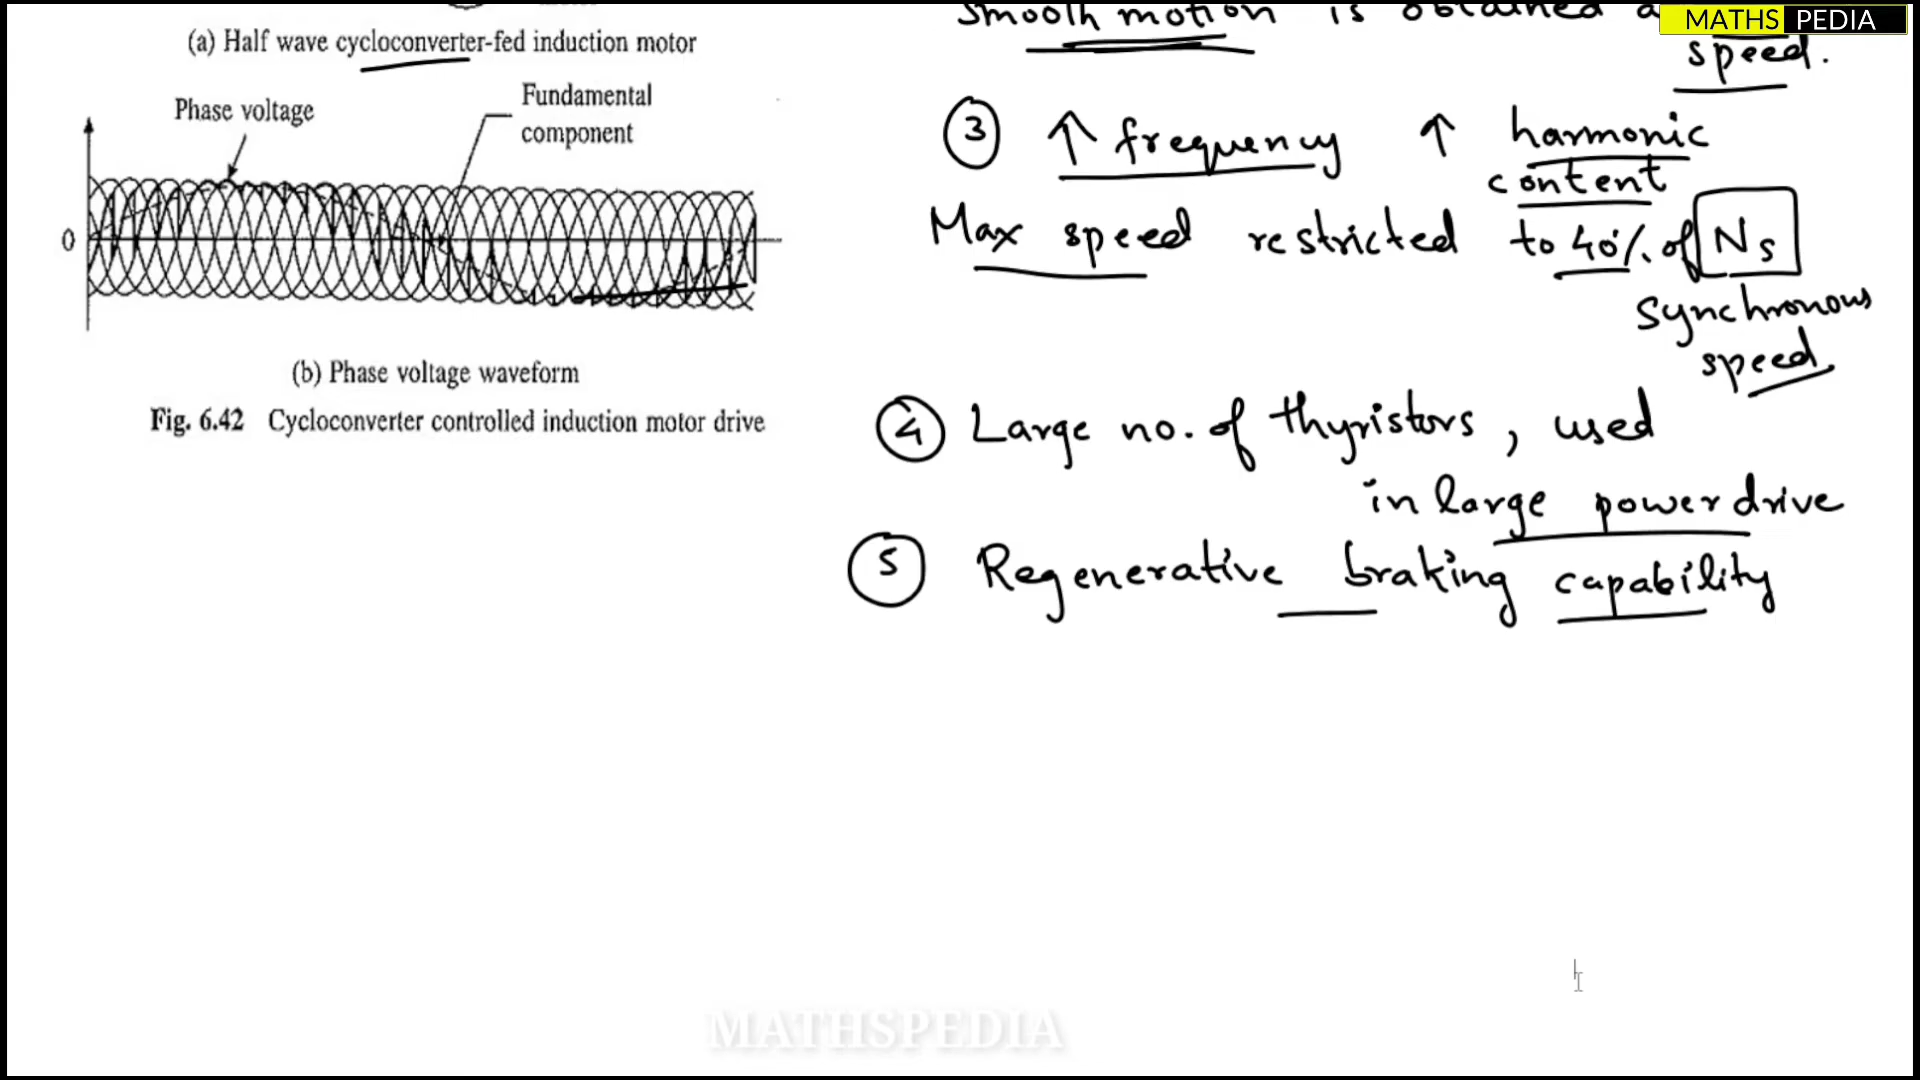 (a) Half wave cycloconverter-fed induction motor
Phase voltage
Fundamental
component
0
(b) Phase voltage waveform
Fig. 6.42 Cycloconverter controlled induction motor drive
smooth motion is obtained
MATHS PEDIA
speed.
③ ↑ frequency ↑ harmonic
content
Max speed restricted to 40% of Ns
synchronous
speed.
④ Large no. of thyristors, used
in large power drive
⑤ Regenerative braking capability
MATHSPEDIA